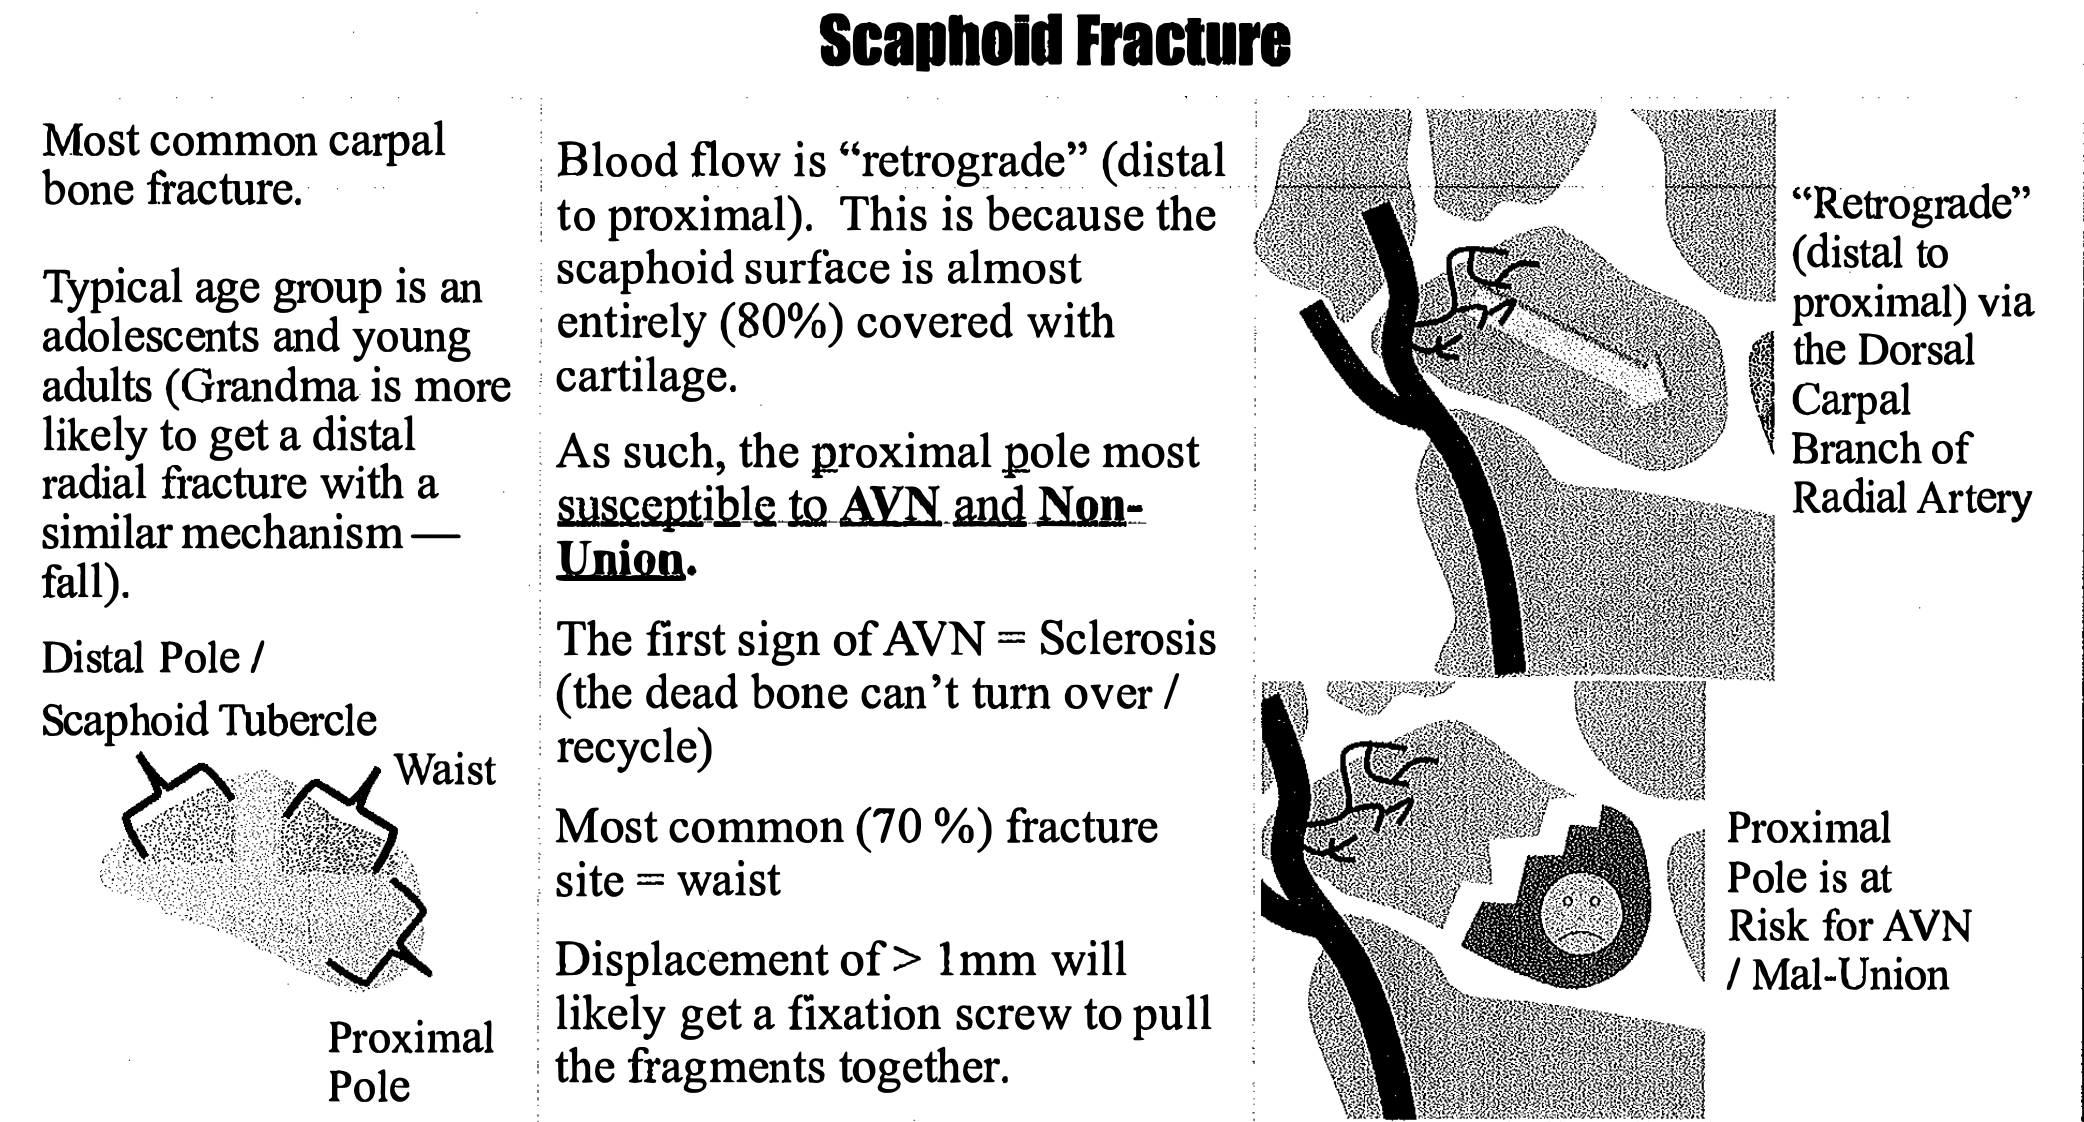 Scaphoid Fracture
Most common carpal
bone fracture.
Typical age group is an
adolescents and young
adults (Grandma is more
likely to get a distal
radial fracture with a
similar mechanism —
fall).
Distal Pole /
Scaphoid Tubercle
Waist
Proximal
Pole
Blood flow is “retrograde” (distal
to proximal). This is because the
scaphoid surface is almost
entirely (80%) covered with
cartilage.
As such, the proximal pole most
susceptible to AVN and Non-
Union.
The first sign of AVN = Sclerosis
(the dead bone can’t turn over /
recycle)
Most common (70 %) fracture
site = waist
Displacement of > 1mm will
likely get a fixation screw to pull
the fragments together.
“Retrograde”
(distal to
proximal) via
the Dorsal
Carpal
Branch of
Radial Artery
Proximal
Pole is at
Risk for AVN
/ Mal-Union